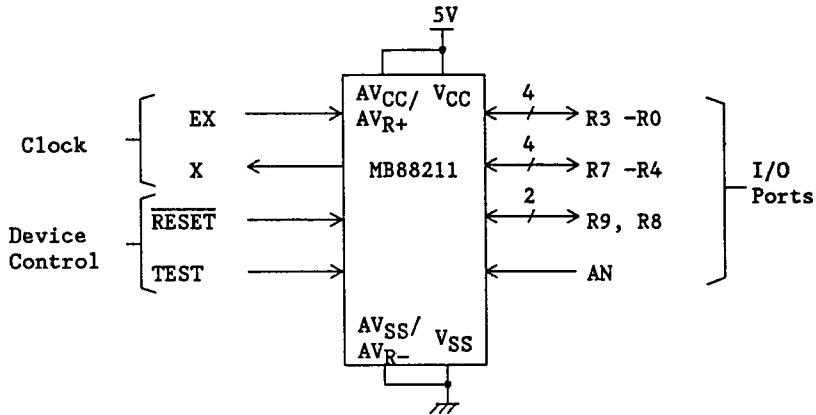 5V
AVCC/ VCC
AVR+
EX
X
Clock
RESET
TEST
Device
Control
MB88211
4
R3 -R0
4
R7 -R4
2
R9, R8
AN
I/O
Ports
AVSS/ VSS
AVR-